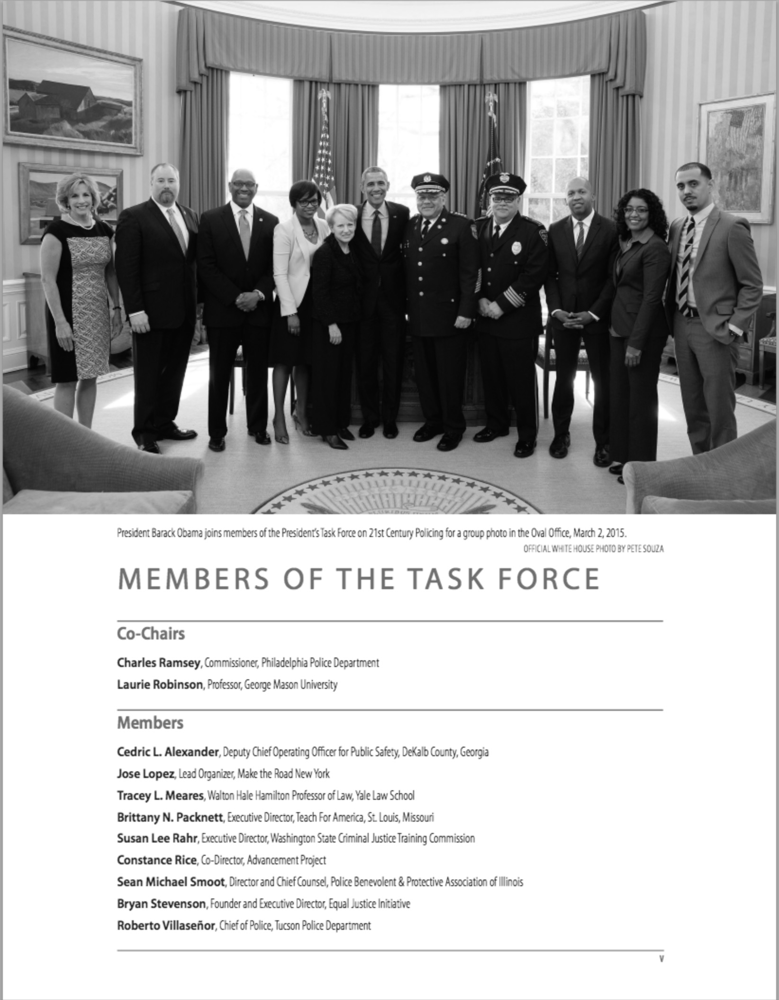 PLURIBUS UNUM
President Barack Obama joins members of the President's Task Force on 21st Century Policing for a group photo in the Oval Office, March 2, 2015.
OFFICIAL WHITE HOUSE PHOTO BY PETE SOUZA
MEMBERS OF THE TASK FORCE
Co-Chairs
Charles Ramsey, Commissioner, Philadelphia Police Department
Laurie Robinson, Professor, George Mason University
Members
Cedric L. Alexander, Deputy Chief Operating Officer for Public Safety, DeKalb County, Georgia
Jose Lopez, Lead Organizer, Make the Road New York
Tracey L. Meares, Walton Hale Hamilton Professor of Law, Yale Law School
Brittany N. Packnett, Executive Director, Teach For America, St. Louis, Missouri
Susan Lee Rahr, Executive Director, Washington State Criminal Justice Training Commission
Constance Rice, Co-Director, Advancement Project
Sean Michael Smoot, Director and Chief Counsel, Police Benevolent & Protective Association of Illinois
Bryan Stevenson, Founder and Executive Director, Equal Justice Initiative
Roberto Villaseñor, Chief of Police, Tucson Police Department
v